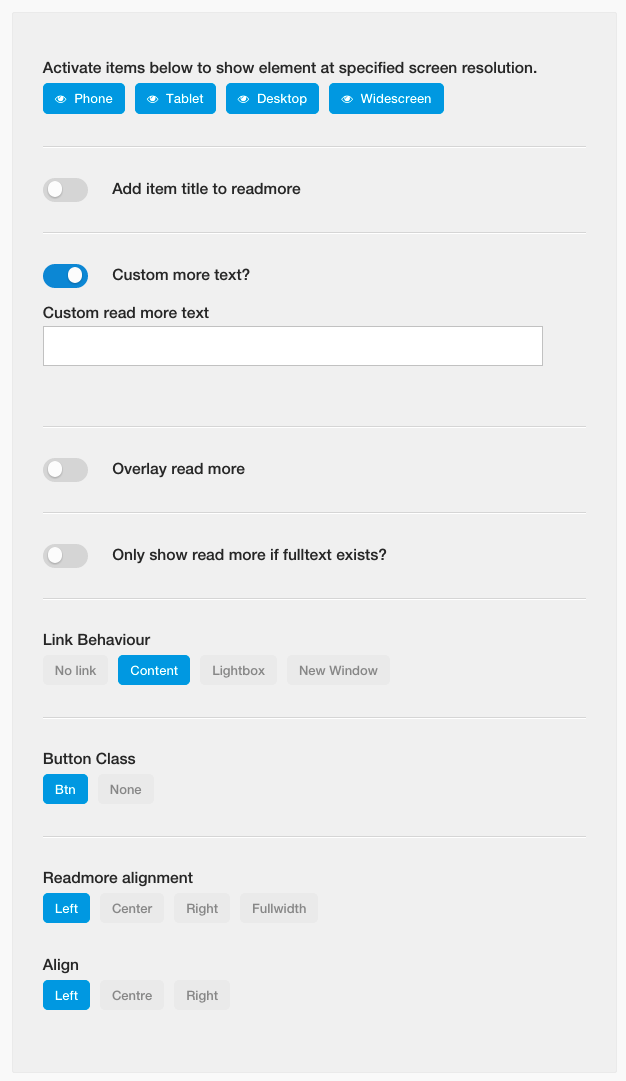 Activate items below to show element at specified screen resolution.
Phone Tablet Desktop Widescreen
Add item title to readmore
Custom more text?
Custom read more text
Overlay read more
Only show read more if fulltext exists?
Link Behaviour
No link Content Lightbox New Window
Button Class
Btn None
Readmore alignment
Left Center Right Fullwidth
Align
Left Centre Right